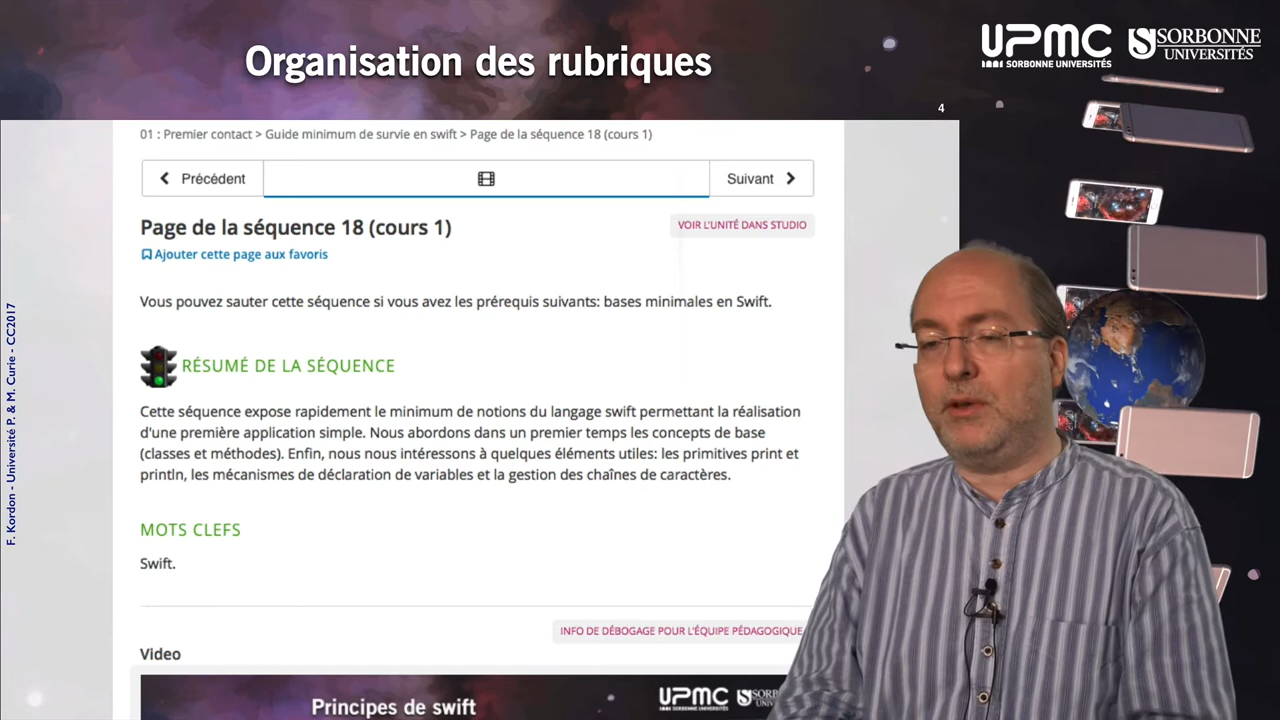 Organisation des rubriques
UPMC
SORBONNE UNIVERSITÉS
SORBONNE
UNIVERSITÉS
4
01 : Premier contact > Guide minimum de survie en swift > Page de la séquence 18 (cours 1)
Précédent
Suivant
Page de la séquence 18 (cours 1)
VOIR L'UNITÉ DANS STUDIO
Ajouter cette page aux favoris
Vous pouvez sauter cette séquence si vous avez les prérequis suivants: bases minimales en Swift.
RÉSUMÉ DE LA SÉQUENCE
Cette séquence expose rapidement le minimum de notions du langage swift permettant la réalisation
d'une première application simple. Nous abordons dans un premier temps les concepts de base
(classes et méthodes). Enfin, nous nous intéressons à quelques éléments utiles: les primitives print et
println, les mécanismes de déclaration de variables et la gestion des chaînes de caractères.
MOTS CLEFS
Swift.
INFO DE DÉBOGAGE POUR L'ÉQUIPE PÉDAGOGIQUE
Video
Principes de swift
UPMC
F. Kordon - Université P. & M. Curie - CC2017